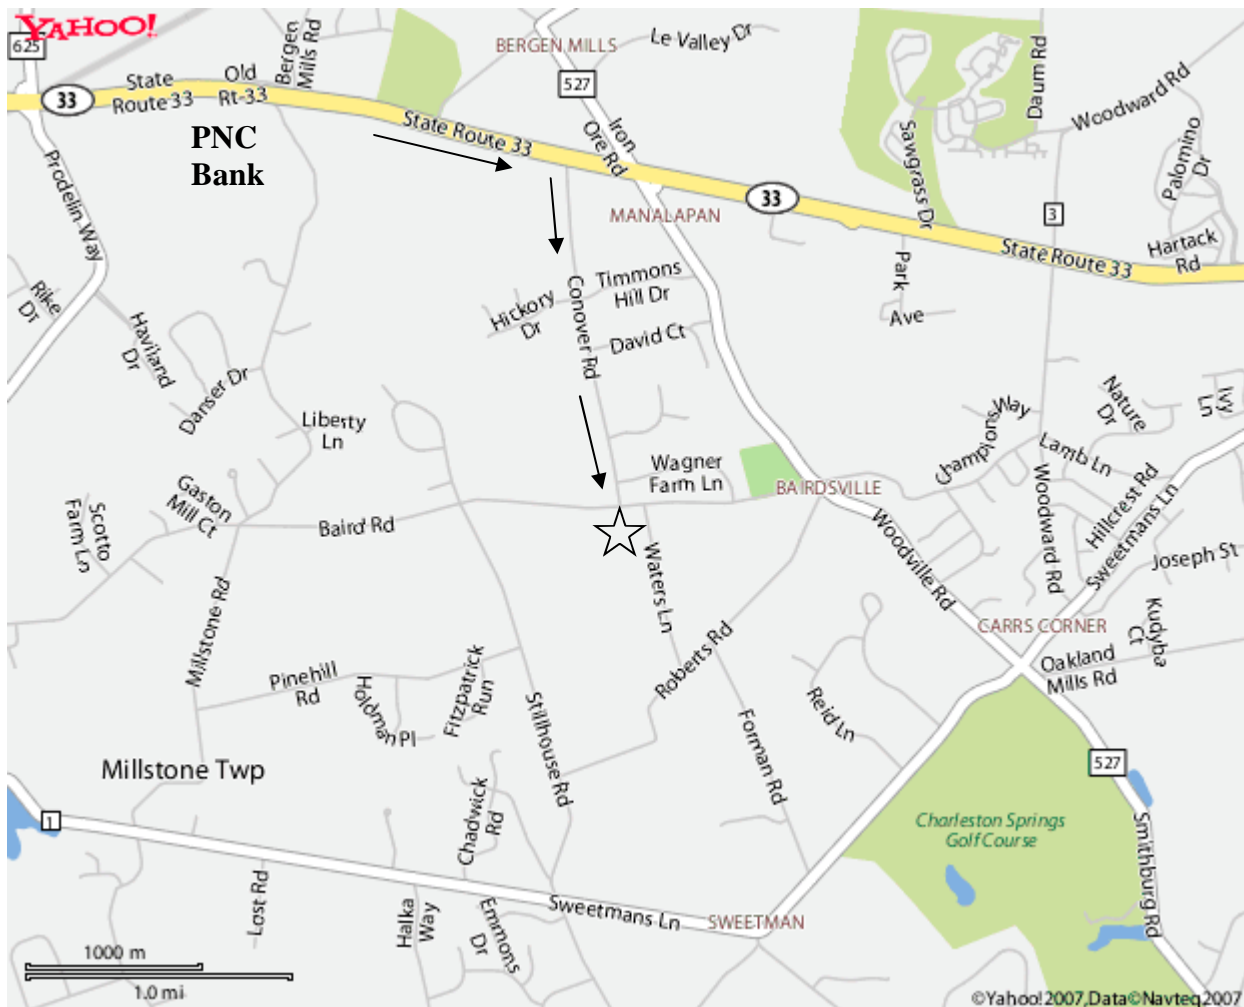 YAHOO!
625
33
State
Route 33
Old
Rt-33
Bergen
Mills Rd
BERGEN MILLS
527
Le Valley Dr
Iron
Ore Rd
Daum Rd
Woodward Rd
Palomino
Dr
Sawgrass Dr
PNC
Bank
State Route 33
MANALAPAN
33
3
State Route 33
Hartack
Rd
Prodelin Way
Rike
Dr
Haviland
Dr
Danser Dr
Hickory
Dr
Conover Rd
Timmons
Hill Dr
David Ct
Park
Ave
Liberty
Ln
Gaston
Mill Ct
Scotto
Farm Ln
Baird Rd
Wagner
Farm Ln
BAIRDSVILLE
Champions Way
Nature
Dr
Ivy
Ln
Lamb Ln
Woodward Rd
Hillcrest Rd
Sweetmans Ln
Joseph St
Kudyba
Ct
Woodville Rd
CARRS CORNER
Oakland
Mills Rd
Waters Ln
Roberts Rd
Millstone Rd
Pinehill
Rd
Holdman Pl
Fitzpatrick
Run
Stillhouse Rd
Reid Ln
Forman Rd
Millstone Twp
1
Chadwick
Rd
527
Smithburg Rd
Charleston Springs
Golf Course
Last Rd
Halka
Way
Emmons
Dr
Sweetmans Ln
SWEETMAN
1000 m
1.0 mi
©Yahoo! 2007, Data©Navteq 2007